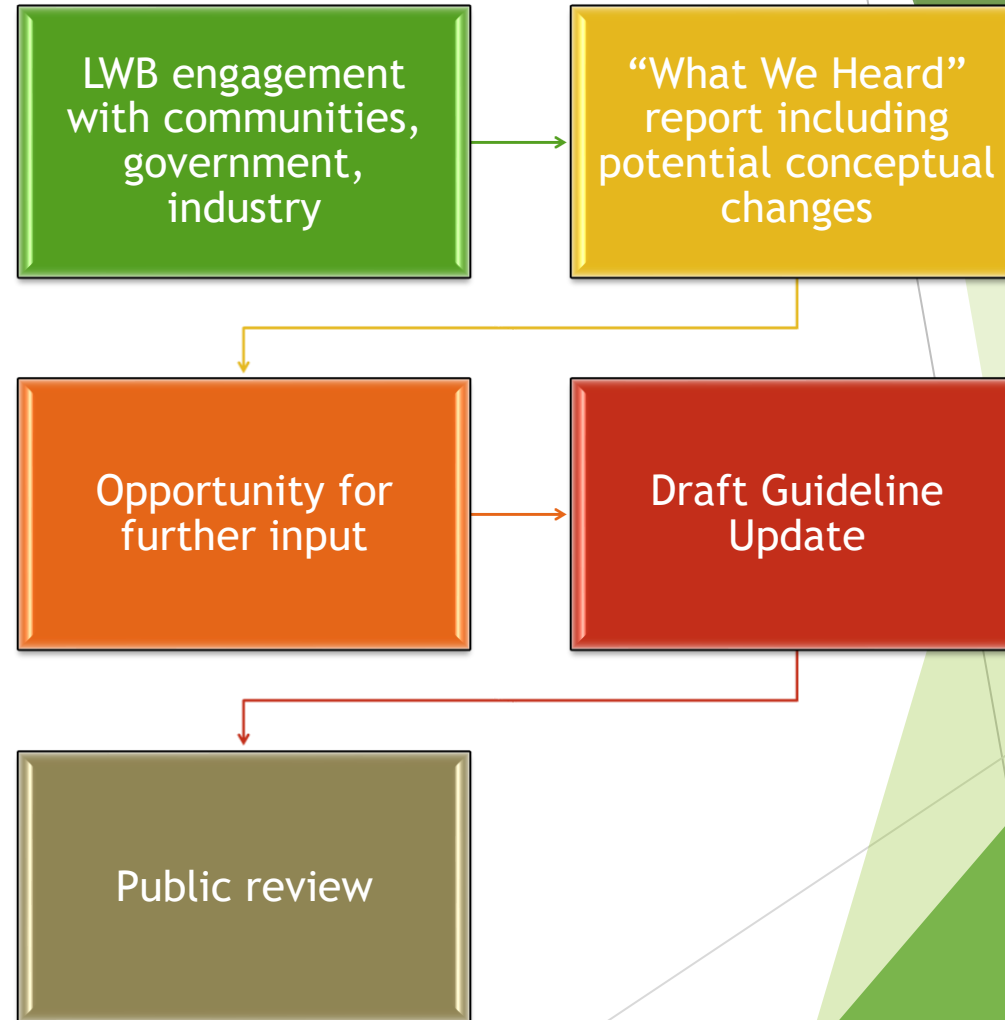 LWB engagement
with communities,
government,
industry
“What We Heard”
report including
potential conceptual
changes
Opportunity for
further input
Draft Guideline
Update
Public review